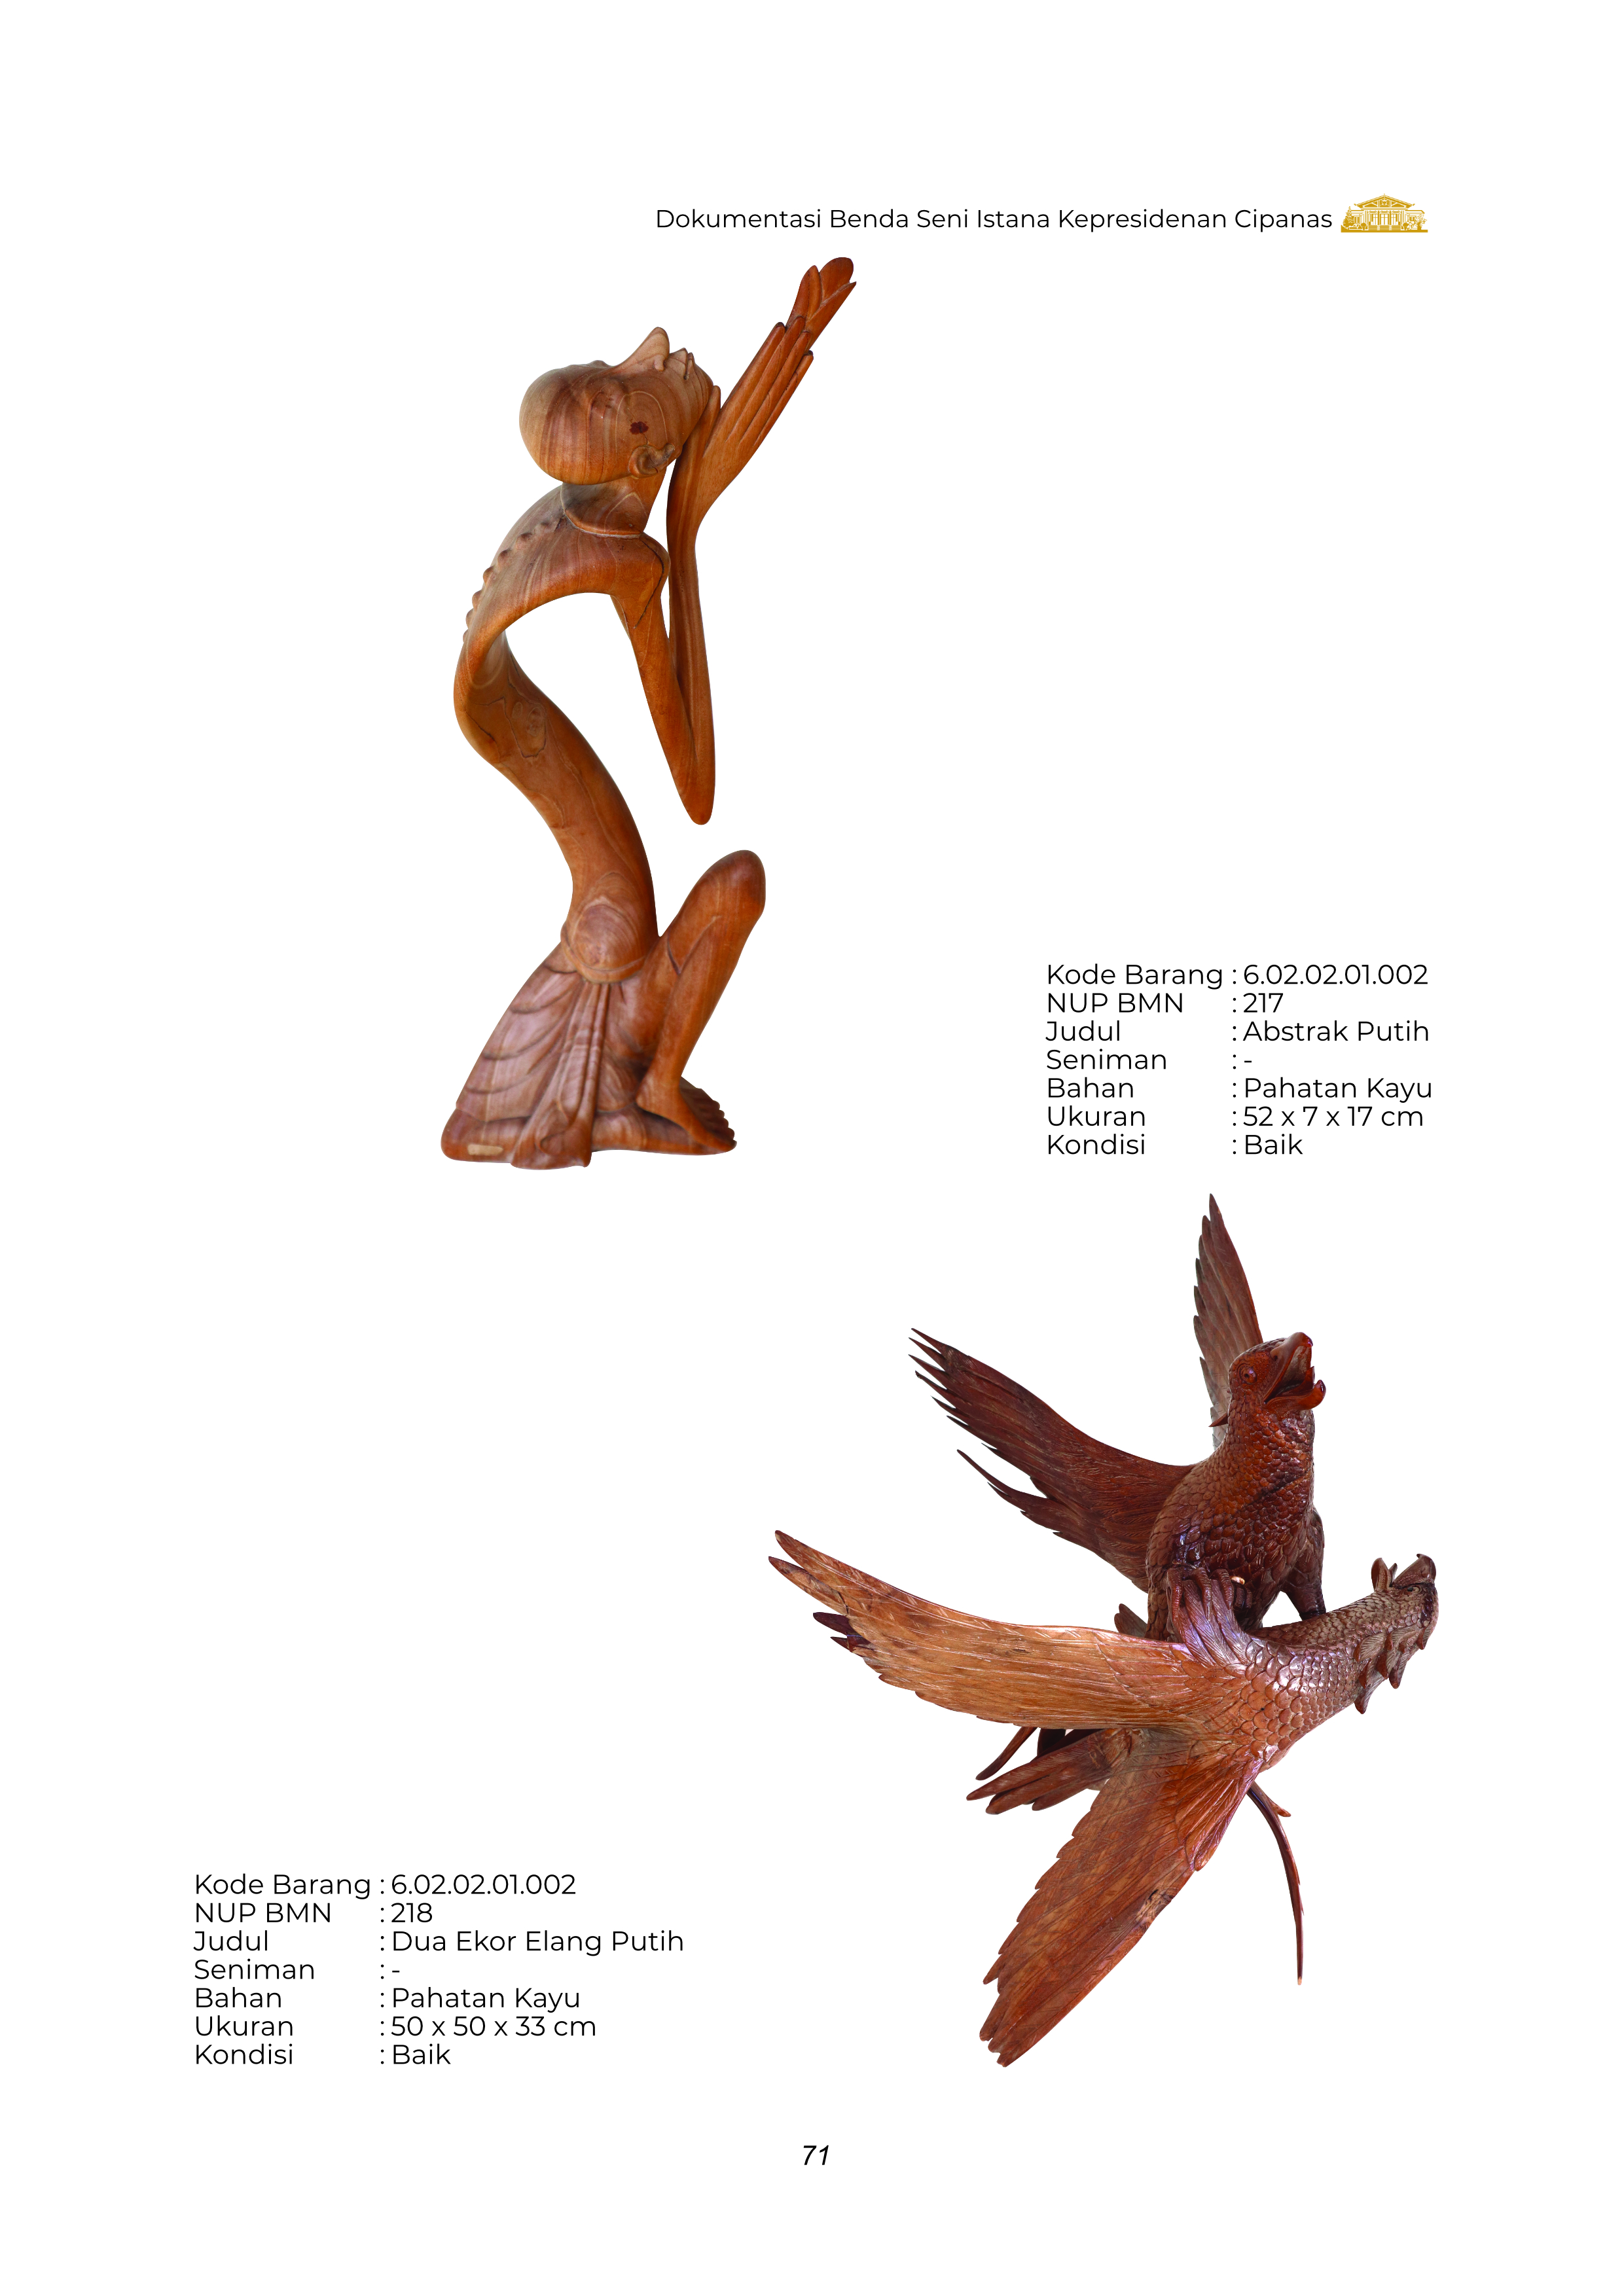 Dokumentasi Benda Seni Istana Kepresidenan Cipanas
Kode Barang : 6.02.02.01.002
NUP BMN : 217
Judul : Abstrak Putih
Seniman : -
Bahan : Pahatan Kayu
Ukuran : 52 x 7 x 17 cm
Kondisi : Baik
Kode Barang : 6.02.02.01.002
NUP BMN : 218
Judul : Dua Ekor Elang Putih
Seniman : -
Bahan : Pahatan Kayu
Ukuran : 50 x 50 x 33 cm
Kondisi : Baik
71